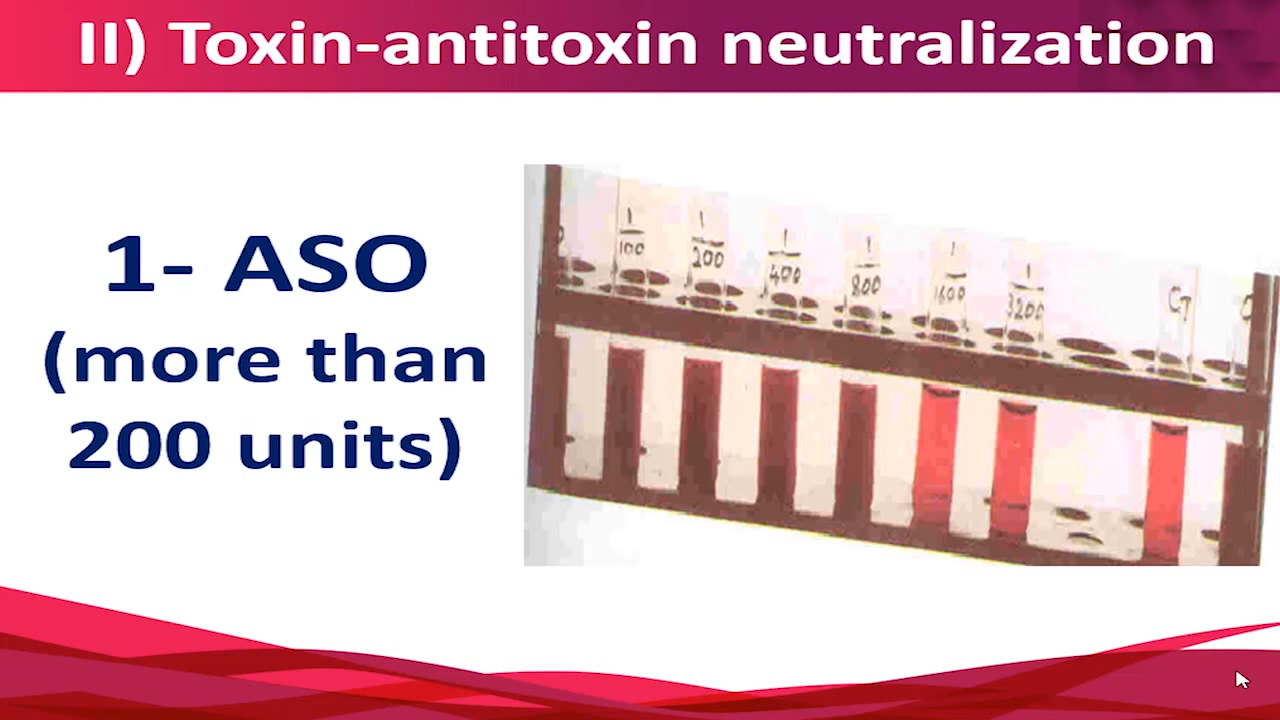 II) Toxin-antitoxin neutralization
1- ASO
(more than
200 units)
1/100
1/200
1/400
1/800
1/1600
1/3200
CT